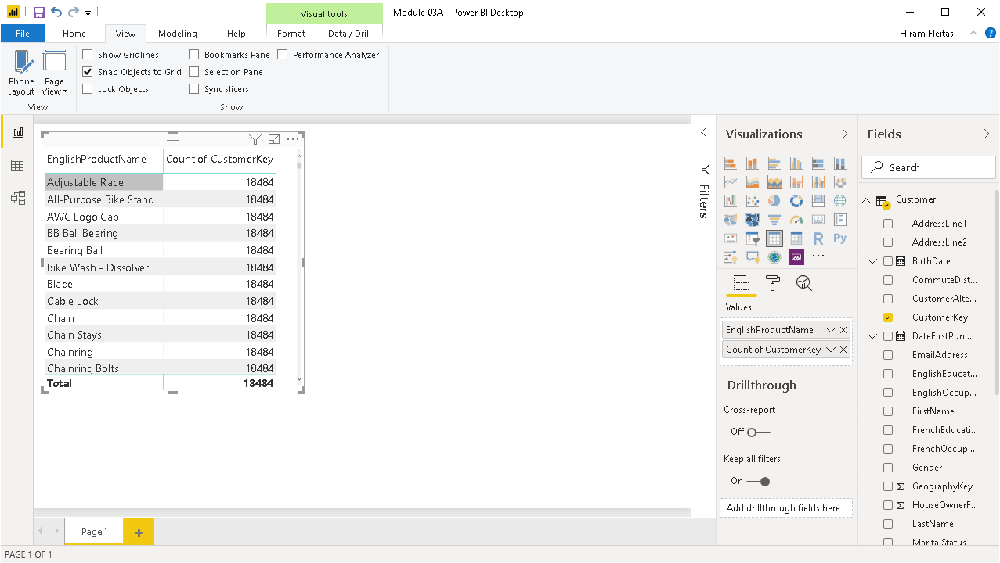 Visual tools
Module 03A - Power BI Desktop
File
Home
View
Modeling
Help
Format
Data / Drill
Hiram Fleitas
?
Phone Layout
Page View
Show Gridlines
Snap Objects to Grid
Lock Objects
Bookmarks Pane
Selection Pane
Sync slicers
Performance Analyzer
View
Show
EnglishProductName Count of CustomerKey
Adjustable Race 18484
All-Purpose Bike Stand 18484
AWC Logo Cap 18484
BB Ball Bearing 18484
Bearing Ball 18484
Bike Wash - Dissolver 18484
Blade 18484
Cable Lock 18484
Chain 18484
Chain Stays 18484
Chainring 18484
Chainring Bolts 18484
Total 18484
Filters
Visualizations
R
Py
Values
EnglishProductName
Count of CustomerKey
Drillthrough
Cross-report
Off
Keep all filters
On
Add drillthrough fields here
Fields
Search
Customer
AddressLine1
AddressLine2
BirthDate
CommuteDist...
CustomerAlte...
CustomerKey
DateFirstPurc...
EmailAddress
EnglishEducat...
EnglishOccup...
FirstName
FrenchEducati...
FrenchOccup...
Gender
Σ GeographyKey
Σ HouseOwnerF...
LastName
MaritalStatus
Page1
PAGE 1 OF 1